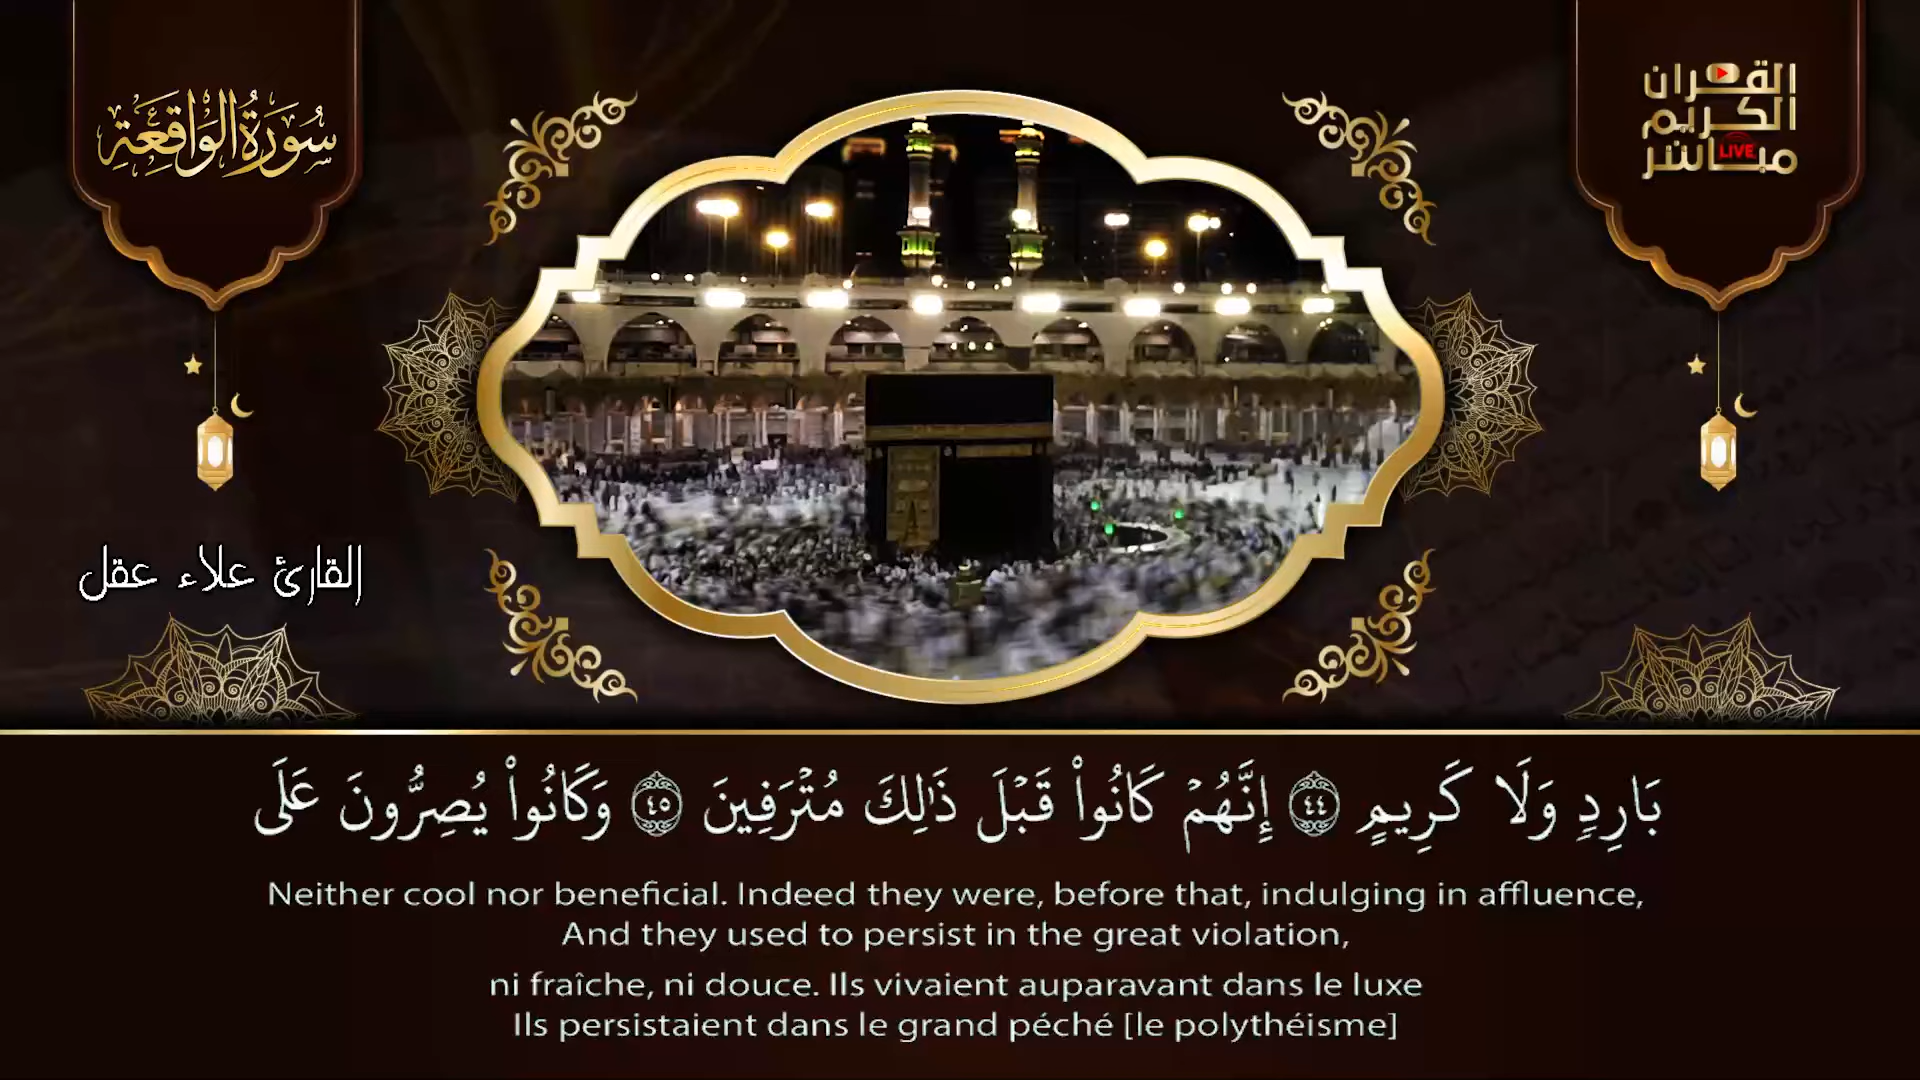 سُورَةُ الوَاقِعَةِ
القران
الكريم
مباشر
LIVE
القارئ علاء عقل
بَارِدٍ وَلَا كَرِيمٍ ٤٤ إِنَّهُمْ كَانُوا۟ قَبْلَ ذَٰلِكَ مُتْرَفِينَ ٤٥ وَكَانُوا۟ يُصِرُّونَ عَلَى
Neither cool nor beneficial. Indeed they were, before that, indulging in affluence,
And they used to persist in the great violation,
ni fraîche, ni douce. Ils vivaient auparavant dans le luxe
Ils persistaient dans le grand péché [le polythéisme]